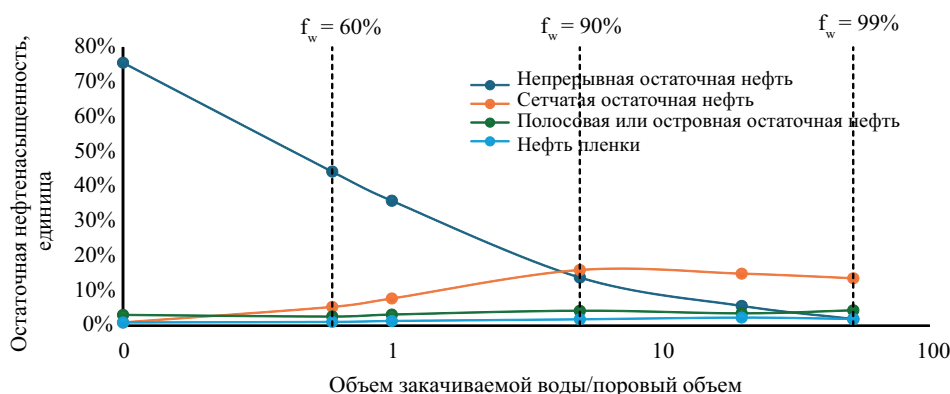 f_w = 60%
f_w = 90%
f_w = 99%
Остаточная нефтенасыщенность,
единица
80%
70%
60%
50%
40%
30%
20%
10%
0%
Непрерывная остаточная нефть
Сетчатая остаточная нефть
Полосовая или островная остаточная нефть
Нефть пленки
0
1
10
100
Объем закачиваемой воды/поровый объем